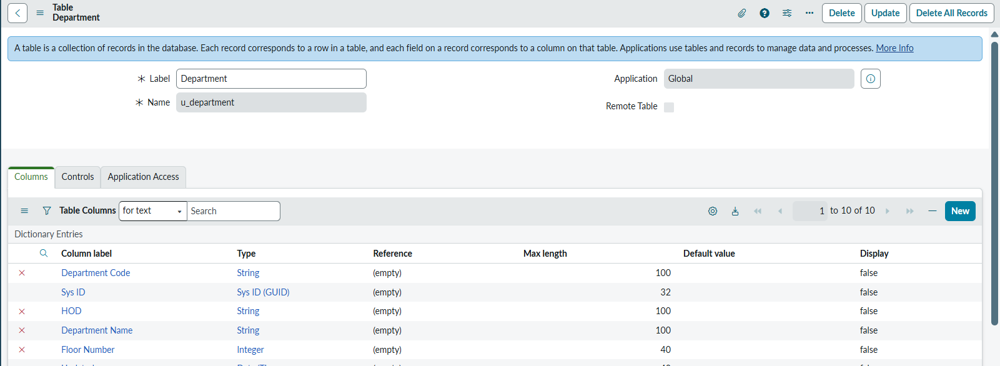 Table
Department
Delete
Update
Delete All Records
A table is a collection of records in the database. Each record corresponds to a row in a table, and each field on a record corresponds to a column on that table. Applications use tables and records to manage data and processes. More Info
Label Department Application Global
Name u_department Remote Table
Columns Controls Application Access
Table Columns for text Search 1 to 10 of 10 New
Dictionary Entries
Column label Type Reference Max length Default value Display
Department Code String (empty) 100 false
Sys ID Sys ID (GUID) (empty) 32 false
HOD String (empty) 100 false
Department Name String (empty) 100 false
Floor Number Integer (empty) 40 false